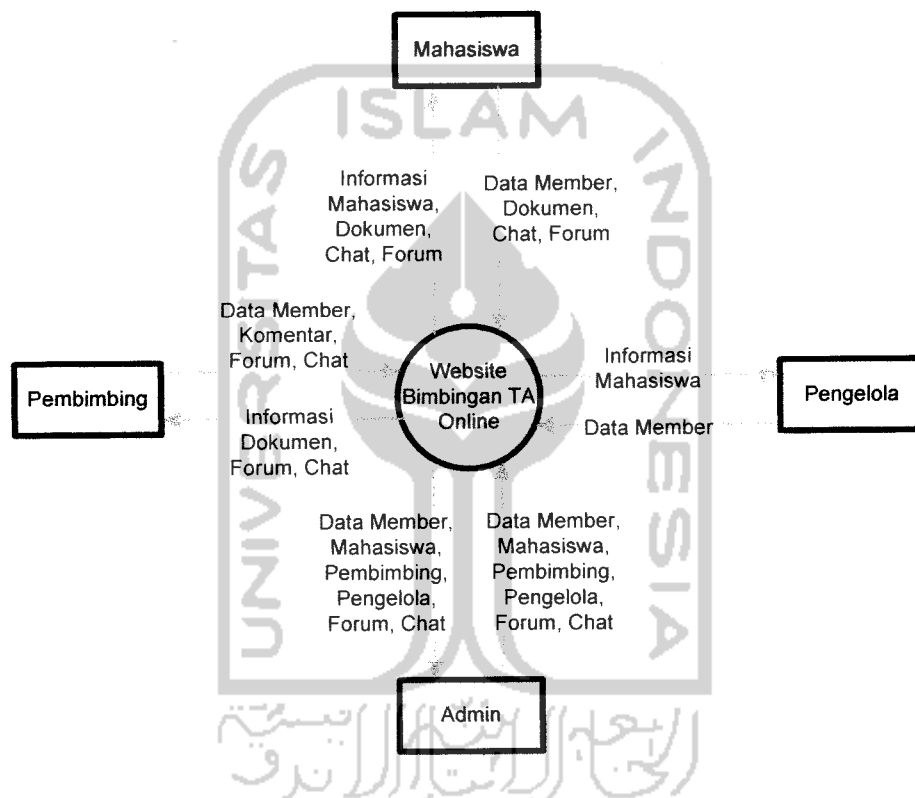 Mahasiswa
ISLAM
UNIVERSITAS
INDONESIA
Informasi
Mahasiswa,
Dokumen,
Chat, Forum
Data Member,
Dokumen,
Chat, Forum
Data Member,
Komentar,
Forum, Chat
Website
Bimbingan TA
Online
Informasi
Mahasiswa
Pembimbing
Pengelola
Informasi
Dokumen,
Forum, Chat
Data Member
Data Member,
Mahasiswa,
Pembimbing,
Pengelola,
Forum, Chat
Data Member,
Mahasiswa,
Pembimbing,
Pengelola,
Forum, Chat
Admin